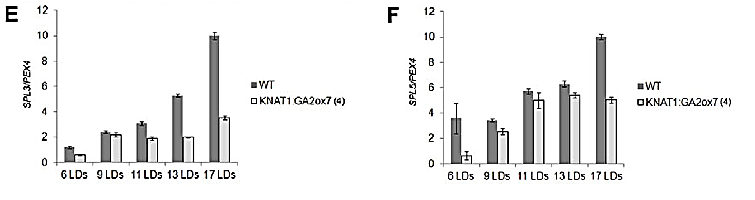 E
12
10
8
6
4
2
0
SPL3/PEX4
6 LDs 9 LDs 11 LDs 13 LDs 17 LDs
WT
KNAT1:GA2ox7 (4)
F
12
10
8
6
4
2
0
SPL5/PEX4
6 LDs 9 LDs 11 LDs 13 LDs 17 LDs
WT
KNAT1:GA2ox7 (4)